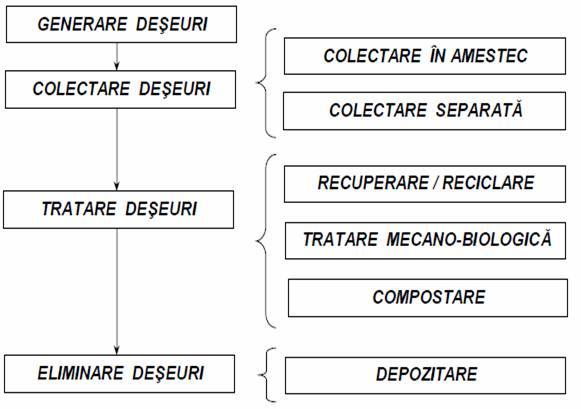 GENERARE DEŞEURI
COLECTARE DEŞEURI
COLECTARE ÎN AMESTEC
COLECTARE SEPARATĂ
TRATARE DEŞEURI
RECUPERARE / RECICLARE
TRATARE MECANO-BIOLOGICĂ
COMPOSTARE
ELIMINARE DEŞEURI
DEPOZITARE